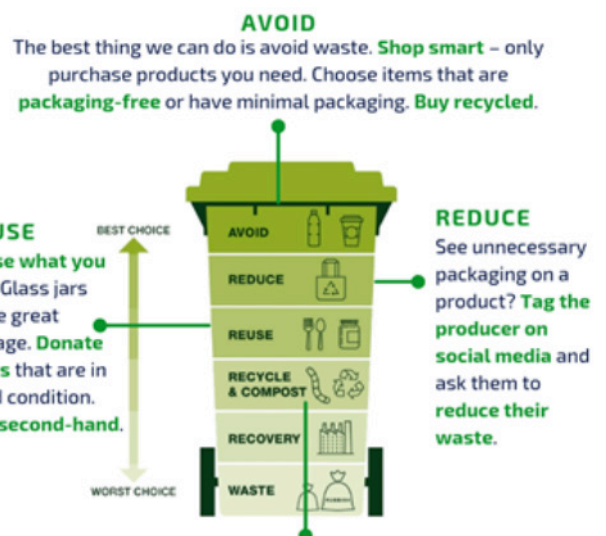 AVOID
The best thing we can do is avoid waste. Shop smart – only
purchase products you need. Choose items that are
packaging-free or have minimal packaging. Buy recycled.
USE
se what you
Glass jars
e great
age. Donate
s that are in
d condition.
second-hand.
BEST CHOICE
WORST CHOICE
AVOID
REDUCE
REUSE
RECYCLE
& COMPOST
RECOVERY
WASTE
RUBBISH
REDUCE
See unnecessary
packaging on a
product? Tag the
producer on
social media and
ask them to
reduce their
waste.